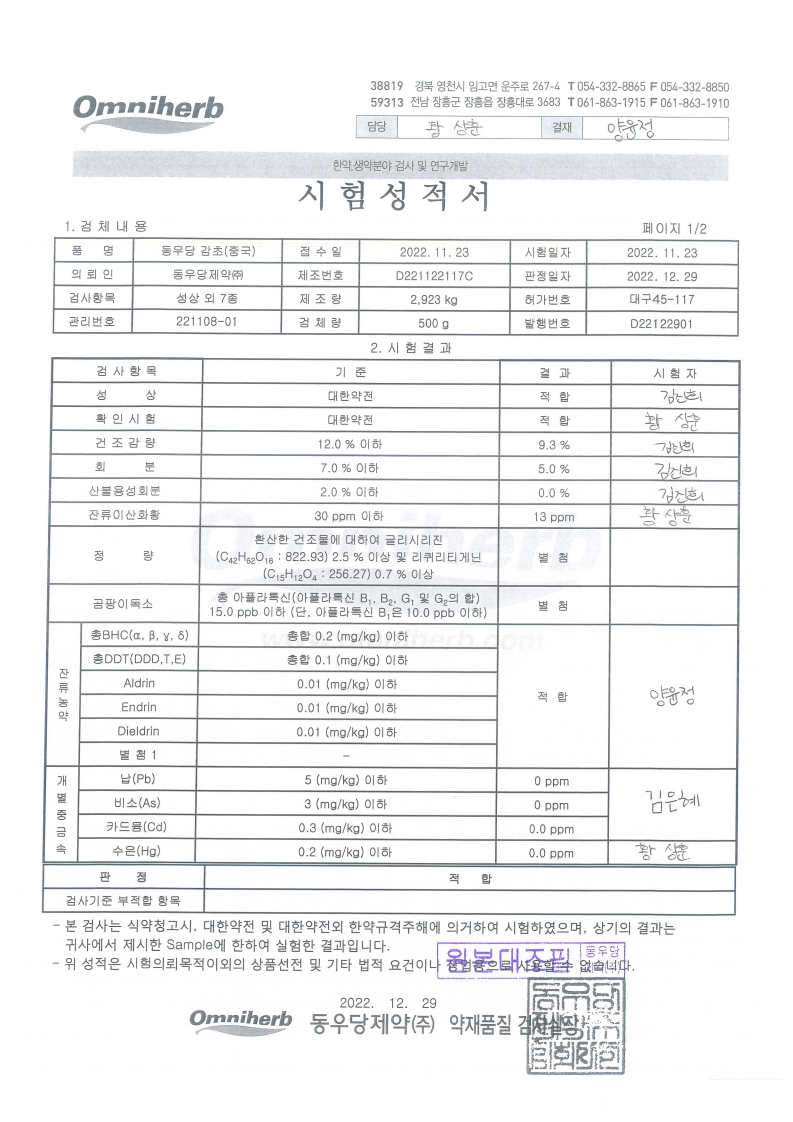 Omniherb
38819 경북 영천시 임고면 운주로 267-4 T 054-332-8865 F 054-332-8850
59313 전남 장흥군 장흥읍 장흥대로 3683 T 061-863-1915 F 061-863-1910
담당 황 상훈 결재 양윤정
한약,생약분야 검사 및 연구개발
시험성적서
1. 검 체 내 용 페이지 1/2
품 명 동우당 감초(중국) 접 수 일 2022. 11. 23 시험일자 2022. 11. 23
의 뢰 인 동우당제약㈜ 제조번호 D221122117C 판정일자 2022. 12. 29
검사항목 성상 외 7종 제 조 량 2,923 kg 허가번호 대구45-117
관리번호 221108-01 검 체 량 500 g 발행번호 D22122901
2. 시 험 결 과
검 사 항 목 기 준 결 과 시 험 자
성 상 대한약전 적 합 김진희
확 인 시 험 대한약전 적 합 황 상훈
건 조 감 량 12.0 % 이하 9.3 % 김진희
회 분 7.0 % 이하 5.0 % 김진희
산불용성회분 2.0 % 이하 0.0 % 김진희
잔류이산화황 30 ppm 이하 13 ppm 황 상훈
정 량 환산한 건조물에 대하여 글리시리진
(C42H62O16 : 822.93) 2.5 % 이상 및 리퀴리티게닌 별 첨
(C15H12O4 : 256.27) 0.7 % 이상
곰팡이독소 총 아플라톡신(아플라톡신 B1, B2, G1 및 G2의 합) 별 첨
15.0 ppb 이하 (단, 아플라톡신 B1은 10.0 ppb 이하)
www.omniherb.com
잔류농약 총BHC(α, β, γ, δ) 총합 0.2 (mg/kg) 이하
총DDT(DDD,T,E) 총합 0.1 (mg/kg) 이하
Aldrin 0.01 (mg/kg) 이하
Endrin 0.01 (mg/kg) 이하 적 합 양윤정
Dieldrin 0.01 (mg/kg) 이하
별 첨 1 –
개별중금속 납(Pb) 5 (mg/kg) 이하 0 ppm
비소(As) 3 (mg/kg) 이하 0 ppm 김은혜
카드뮴(Cd) 0.3 (mg/kg) 이하 0.0 ppm
수은(Hg) 0.2 (mg/kg) 이하 0.0 ppm 황 상훈
판 정 적 합
검사기준 부적합 항목
- 본 검사는 식약청고시, 대한약전 및 대한약전외 한약규격주해에 의거하여 시험하였으며, 상기의 결과는
귀사에서 제시한 Sample에 한하여 실험한 결과입니다.
- 위 성적은 시험의뢰목적이외의 상품선전 및 기타 법적 요건이나 상업용으로 사용할 수 없습니다.
원본대조필 동우당
2022. 12. 29
Omniherb 동우당제약(주) 약재품질 검사실장